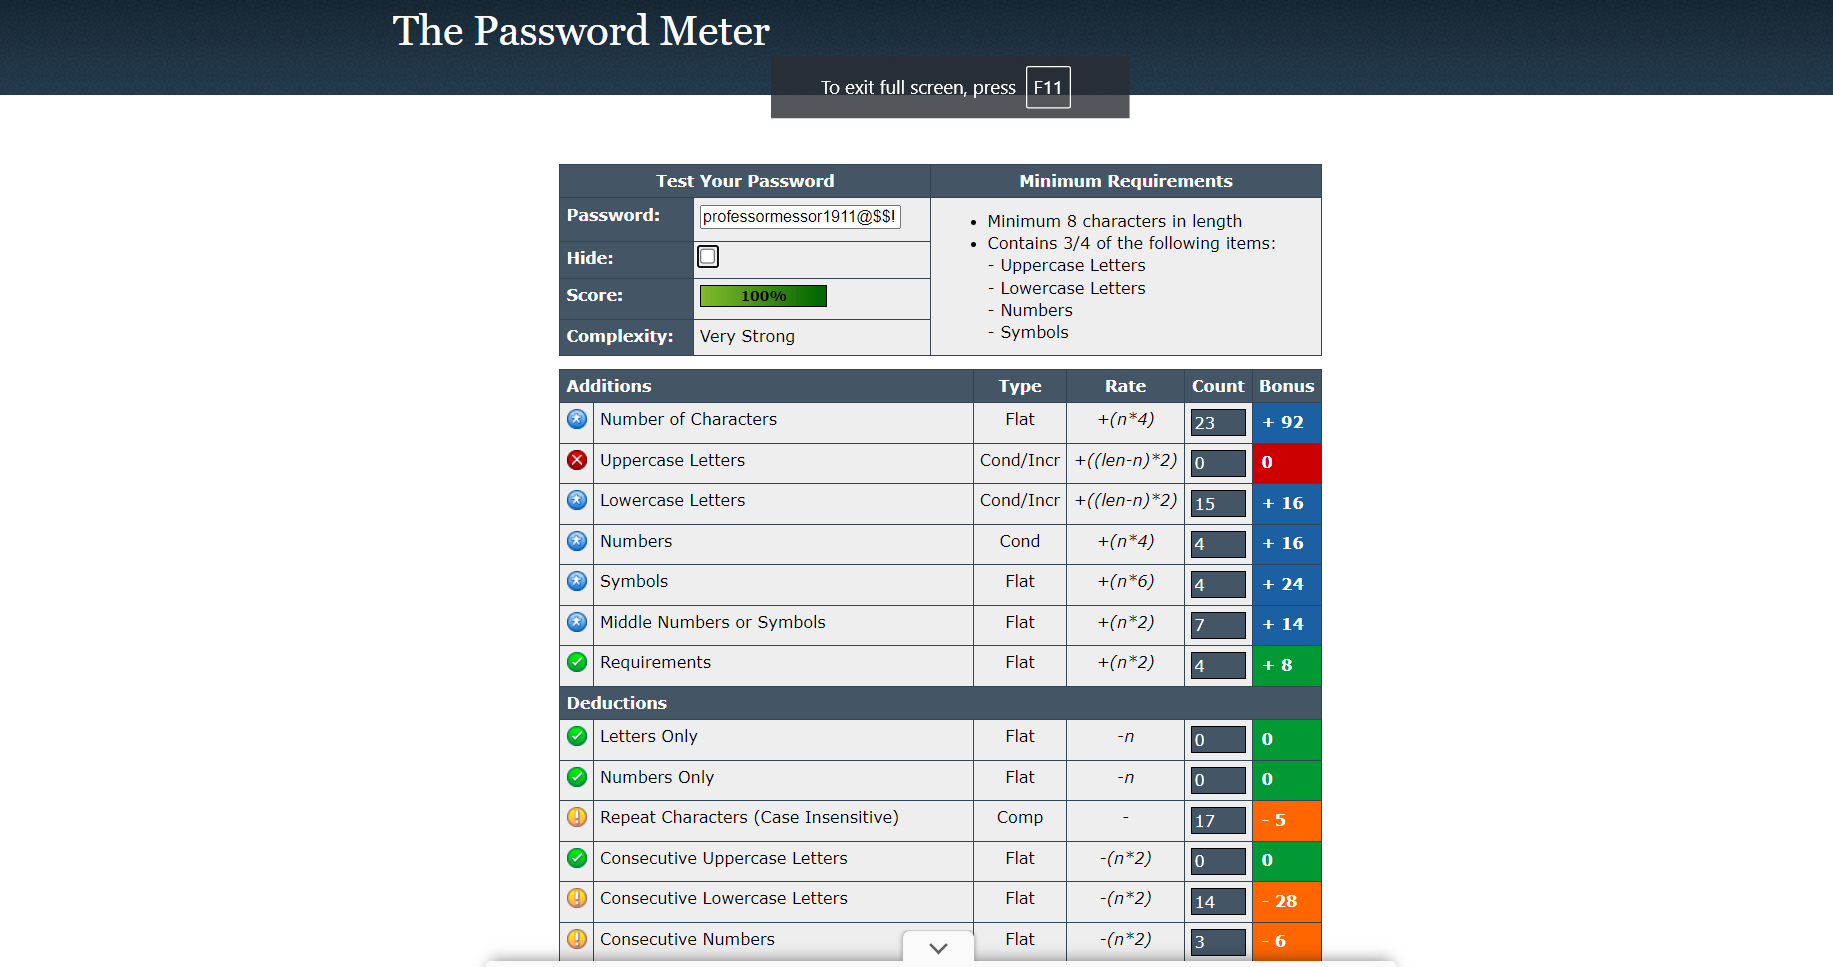 The Password Meter
To exit full screen, press F11
Test Your Password
Minimum Requirements
Password: professormessor1911@$$!
Hide:
Score: 100%
Complexity: Very Strong
• Minimum 8 characters in length
• Contains 3/4 of the following items:
- Uppercase Letters
- Lowercase Letters
- Numbers
- Symbols
Additions Type Rate Count Bonus
Number of Characters Flat +(n*4) 23 + 92
Uppercase Letters Cond/Incr +((len-n)*2) 0 0
Lowercase Letters Cond/Incr +((len-n)*2) 15 + 16
Numbers Cond +(n*4) 4 + 16
Symbols Flat +(n*6) 4 + 24
Middle Numbers or Symbols Flat +(n*2) 7 + 14
Requirements Flat +(n*2) 4 + 8
Deductions
Letters Only Flat -n 0 0
Numbers Only Flat -n 0 0
Repeat Characters (Case Insensitive) Comp - 17 - 5
Consecutive Uppercase Letters Flat -(n*2) 0 0
Consecutive Lowercase Letters Flat -(n*2) 14 - 28
Consecutive Numbers Flat -(n*2) 3 - 6